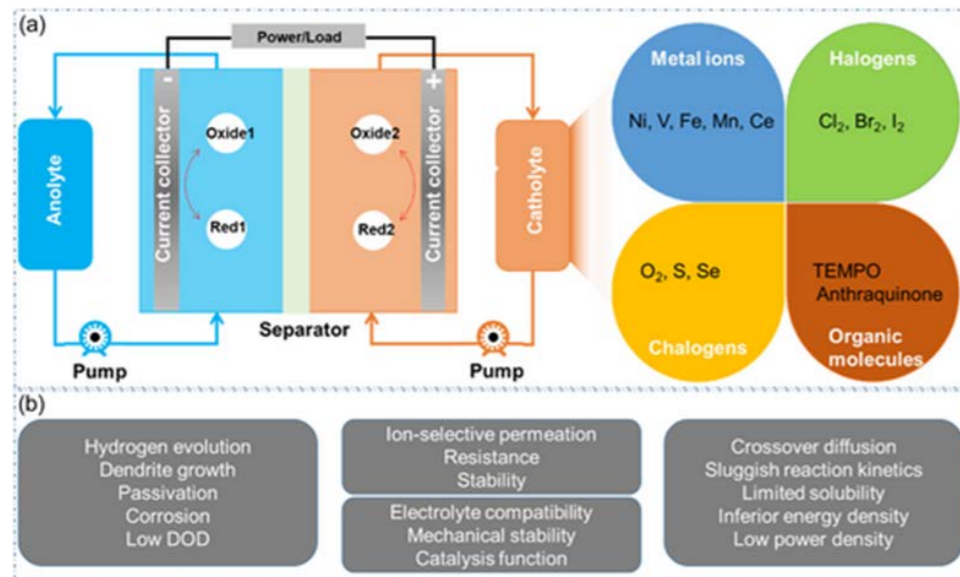 (a)
Power/Load
-
+
Anolyte
Current collector
Oxide1
Red1
Oxide2
Red2
Current collector
Catholyte
Separator
Pump
Pump
Metal ions
Ni, V, Fe, Mn, Ce
Halogens
Cl₂, Br₂, I₂
O₂, S, Se
Chalogens
TEMPO
Anthraquinone
Organic
molecules
(b)
Hydrogen evolution
Dendrite growth
Passivation
Corrosion
Low DOD
Ion-selective permeation
Resistance
Stability
Electrolyte compatibility
Mechanical stability
Catalysis function
Crossover diffusion
Sluggish reaction kinetics
Limited solubility
Inferior energy density
Low power density